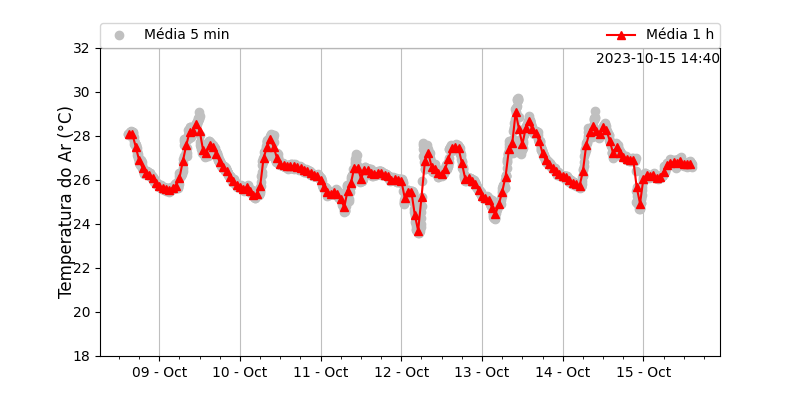 Média 5 min
Média 1 h
2023-10-15 14:40
Temperatura do Ar (°C)
32
30
28
26
24
22
20
18
09 - Oct
10 - Oct
11 - Oct
12 - Oct
13 - Oct
14 - Oct
15 - Oct